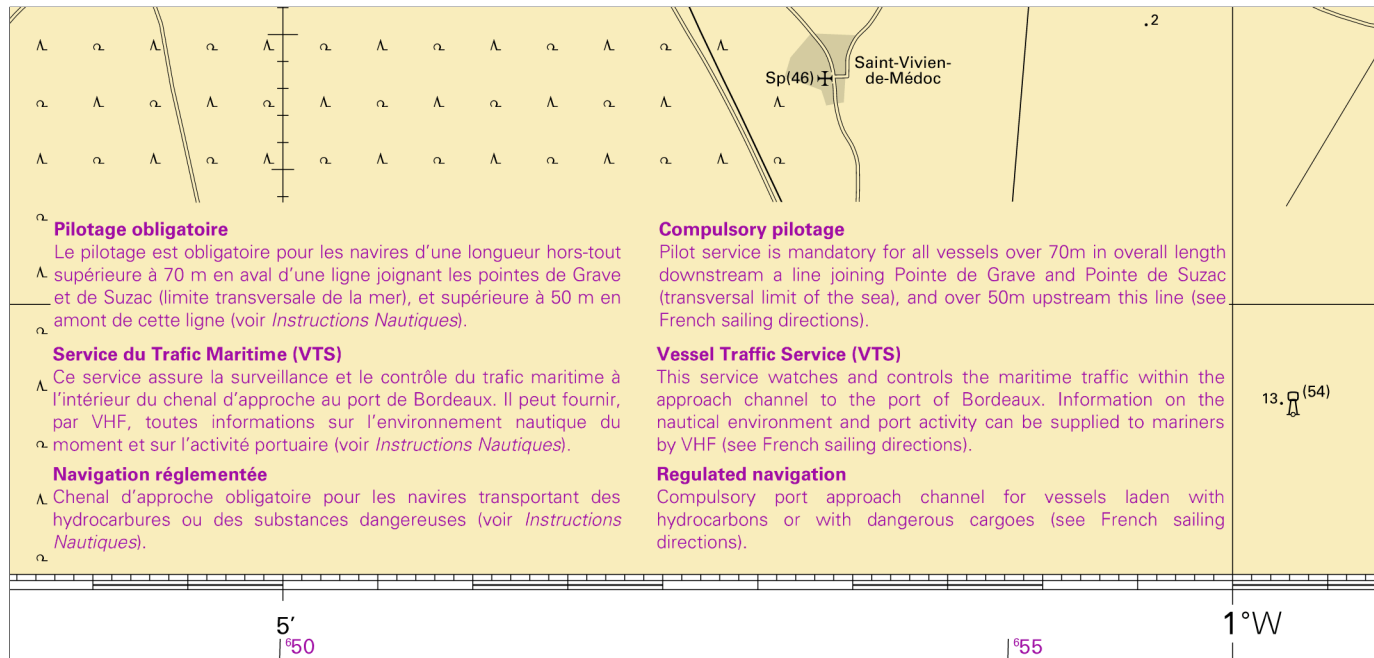 .2
Saint-Vivien-
de-Médoc
Sp(46)
Pilotage obligatoire
Le pilotage est obligatoire pour les navires d’une longueur hors-tout
supérieure à 70 m en aval d’une ligne joignant les pointes de Grave
et de Suzac (limite transversale de la mer), et supérieure à 50 m en
amont de cette ligne (voir Instructions Nautiques).
Service du Trafic Maritime (VTS)
Ce service assure la surveillance et le contrôle du trafic maritime à
l’intérieur du chenal d’approche au port de Bordeaux. Il peut fournir,
par VHF, toutes informations sur l’environnement nautique du
moment et sur l’activité portuaire (voir Instructions Nautiques).
Navigation réglementée
Chenal d’approche obligatoire pour les navires transportant des
hydrocarbures ou des substances dangereuses (voir Instructions
Nautiques).
Compulsory pilotage
Pilot service is mandatory for all vessels over 70m in overall length
downstream a line joining Pointe de Grave and Pointe de Suzac
(transversal limit of the sea), and over 50m upstream this line (see
French sailing directions).
Vessel Traffic Service (VTS)
This service watches and controls the maritime traffic within the
approach channel to the port of Bordeaux. Information on the
nautical environment and port activity can be supplied to mariners
by VHF (see French sailing directions).
Regulated navigation
Compulsory port approach channel for vessels laden with
hydrocarbons or with dangerous cargoes (see French sailing
directions).
13. (54)
5' 1°W
⁶50 ⁶55